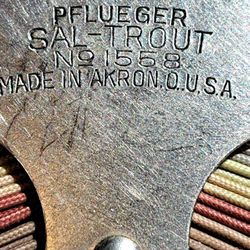 PFLUEGER
SAL-TROUT
No 1558
MADE IN AKRON.O.U.S.A.